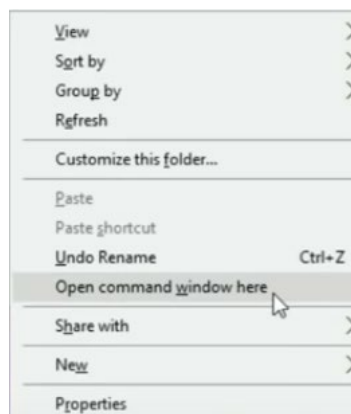 View
Sort by
Group by
Refresh
Customize this folder...
Paste
Paste shortcut
Undo Rename Ctrl+Z
Open command window here
Share with
New
Properties